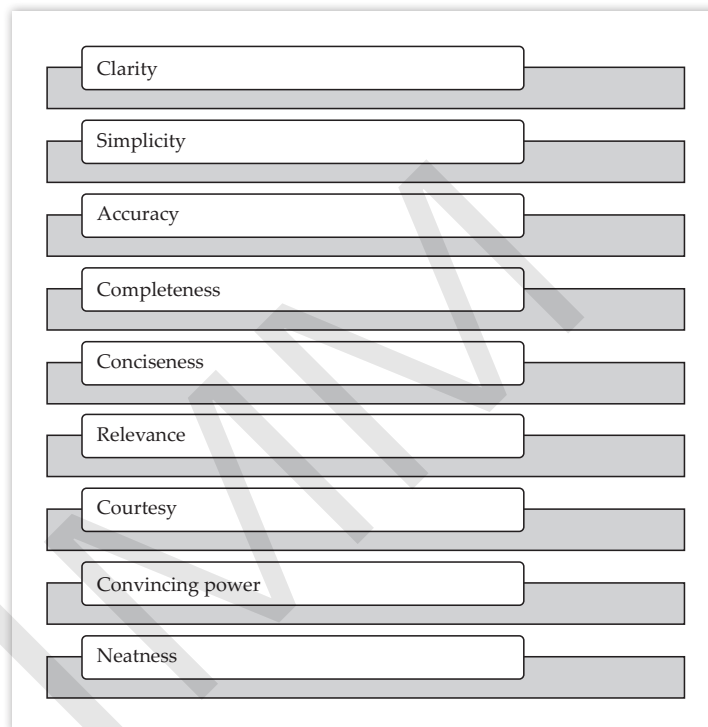 Clarity
Simplicity
Accuracy
Completeness
Conciseness
Relevance
Courtesy
Convincing power
Neatness